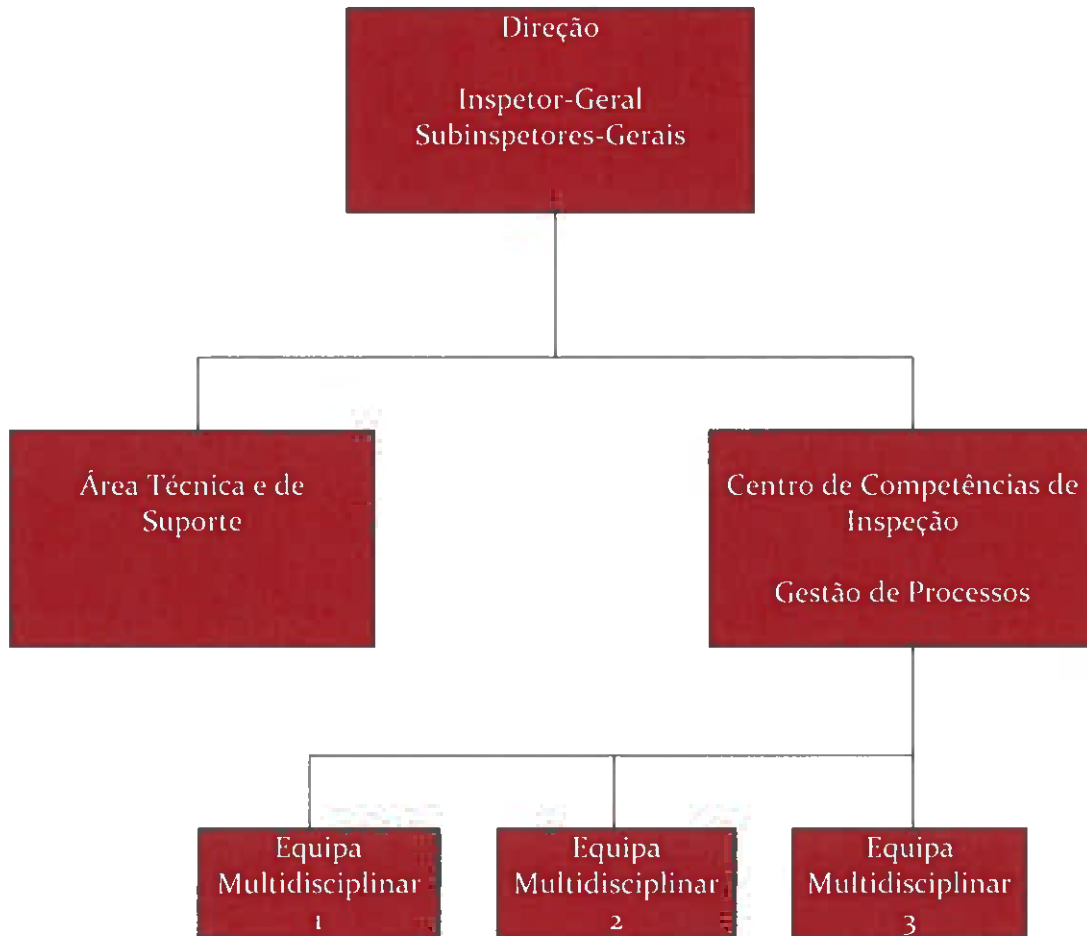 Direção
Inspetor-Geral
Subinspetores-Gerais
Área Técnica e de
Suporte
Centro de Competências de
Inspeção
Gestão de Processos
Equipa
Multidisciplinar
1
Equipa
Multidisciplinar
2
Equipa
Multidisciplinar
3